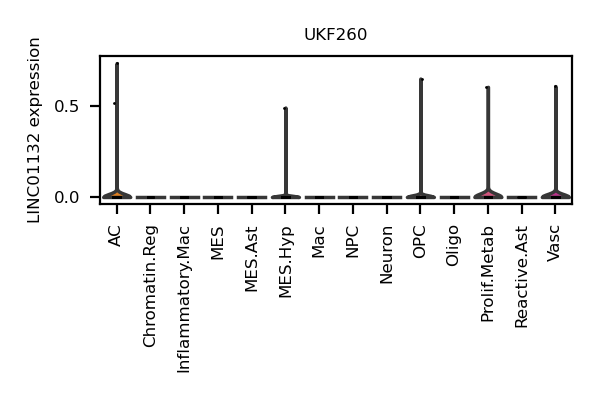 UKF260
LINC01132 expression
0.5
0.0
AC
Chromatin.Reg
Inflammatory.Mac
MES
MES.Ast
MES.Hyp
Mac
NPC
Neuron
OPC
Oligo
Prolif.Metab
Reactive.Ast
Vasc